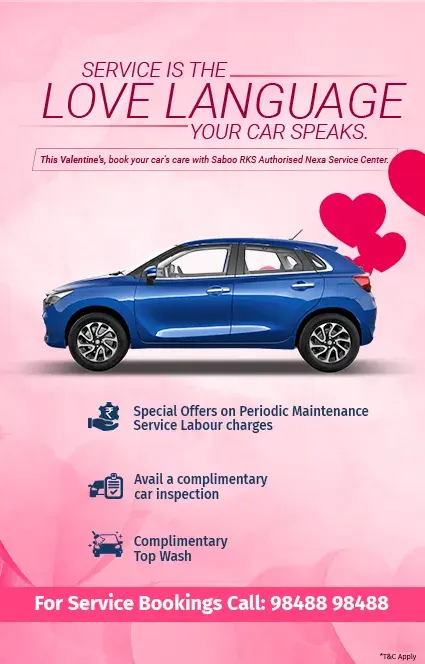 SERVICE IS THE
LOVE LANGUAGE
YOUR CAR SPEAKS.
This Valentine's, book your car's care with Saboo RKS Authorised Nexa Service Center.
Special Offers on Periodic Maintenance
Service Labour charges
Avail a complimentary
car inspection
Complimentary
Top Wash
For Service Bookings Call: 98488 98488
*T&C Apply